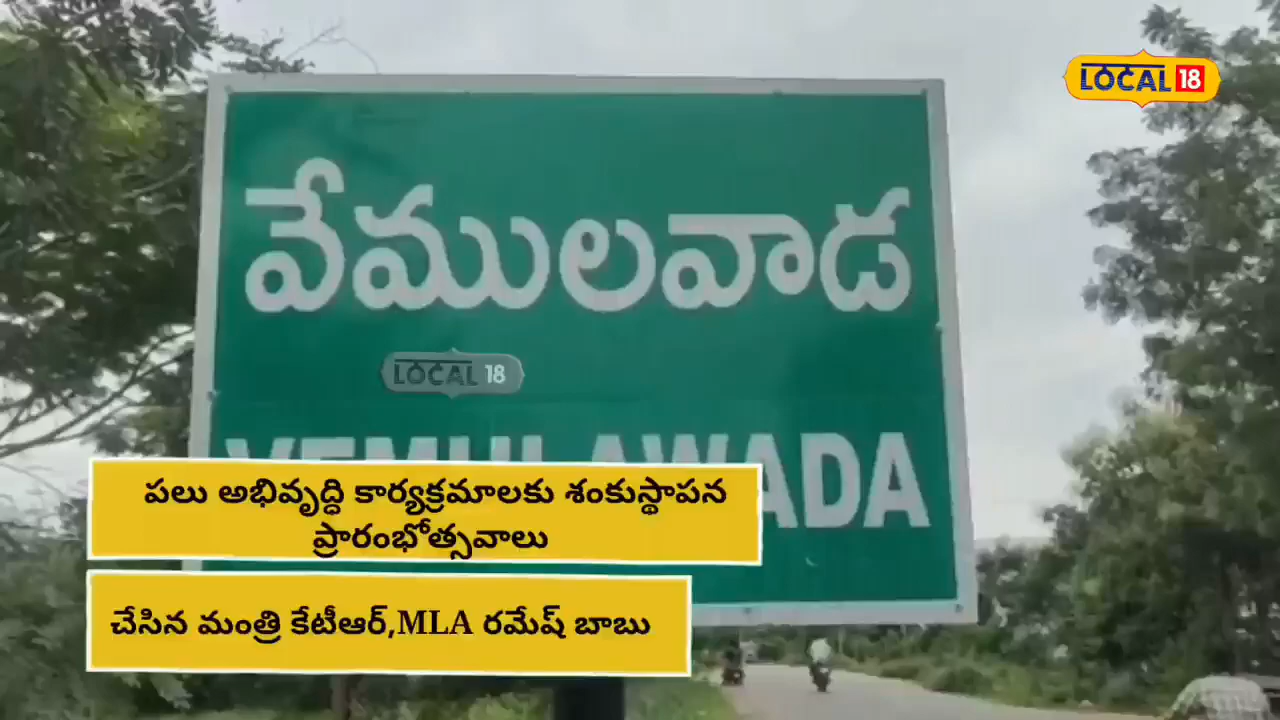 LOCAL 18
వేములవాడ
LOCAL 18
VEMULAWADA
పలు అభివృద్ధి కార్యక్రమాలకు శంకుస్థాపన
ప్రారంభోత్సవాలు
చేసిన మంత్రి కేటీఆర్,MLA రమేష్ బాబు